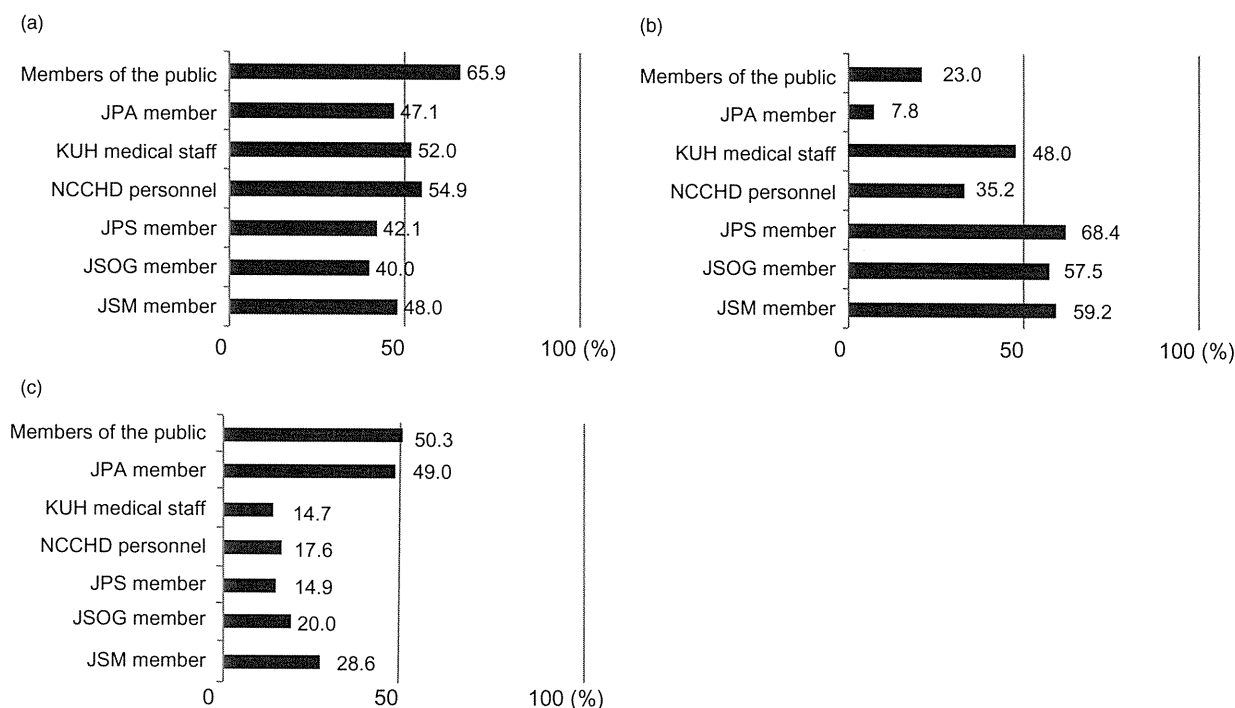 (a)
Members of the public 65.9
JPA member 47.1
KUH medical staff 52.0
NCCHD personnel 54.9
JPS member 42.1
JSOG member 40.0
JSM member 48.0
0 50 100 (%)
(b)
Members of the public 23.0
JPA member 7.8
KUH medical staff 48.0
NCCHD personnel 35.2
JPS member 68.4
JSOG member 57.5
JSM member 59.2
0 50 100 (%)
(c)
Members of the public 50.3
JPA member 49.0
KUH medical staff 14.7
NCCHD personnel 17.6
JPS member 14.9
JSOG member 20.0
JSM member 28.6
0 50 100 (%)